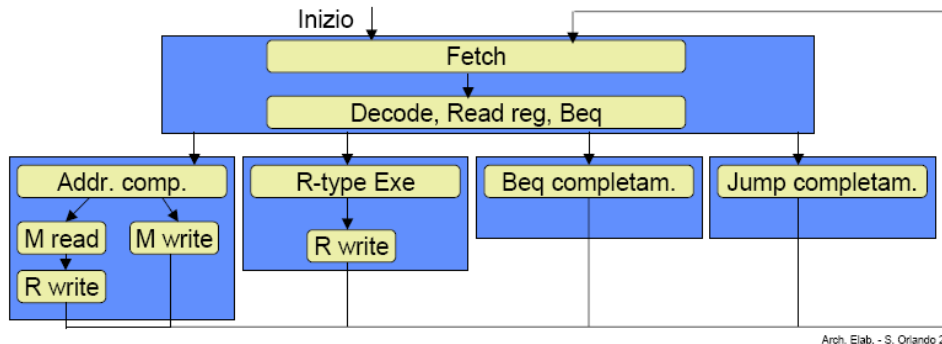 Inizio
Fetch
Decode, Read reg, Beq
Addr. comp.
R-type Exe
Beq completam.
Jump completam.
M read
M write
R write
R write
Arch. Elab. - S. Orlando 2